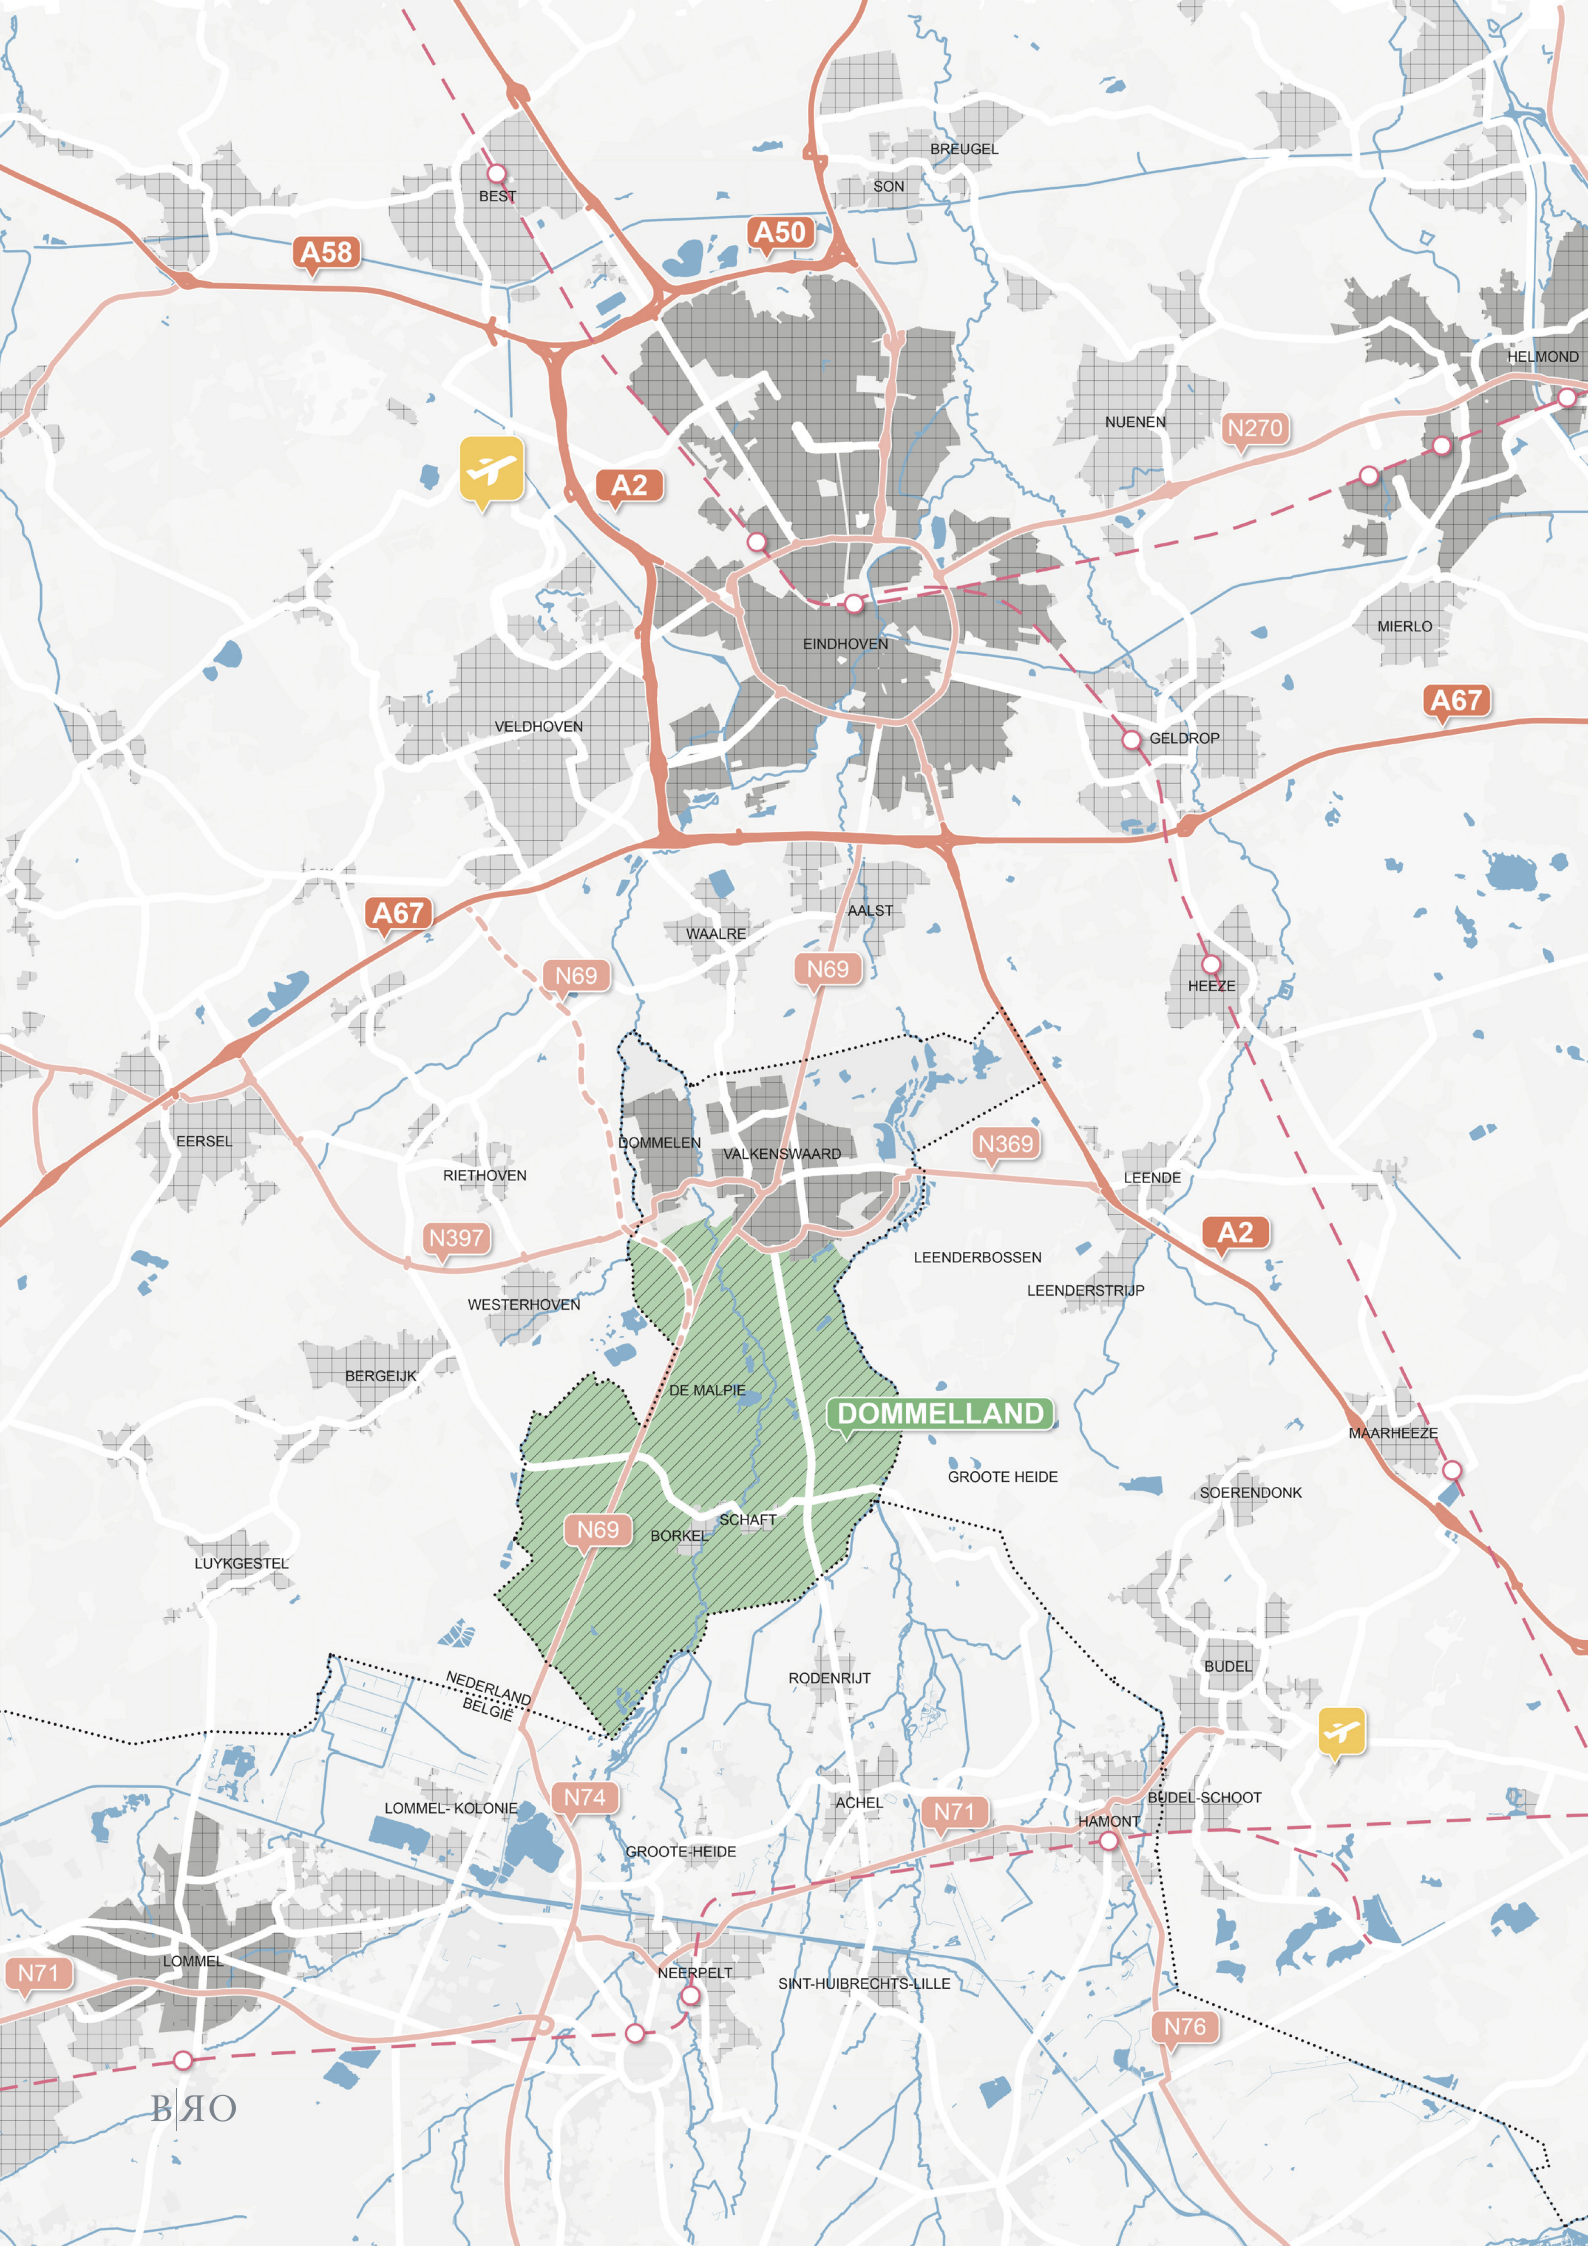 BREUGEL
SON
BEST
A50
A58
HELMOND
NUENEN
N270
A2
MIERLO
EINDHOVEN
A67
VELDHOVEN
GELDROP
A67
AALST
WAALRE
N69
N69
HEEZE
DOMMELEN
EERSEL
N369
VALKENSWAARD
RIETHOVEN
LEENDE
N397
A2
LEENDERBOSSEN
LEENDERSTRIJP
WESTERHOVEN
BERGEIJK
DE MALPIE
DOMMELLAND
MAARHEEZE
GROOTE HEIDE
SOERENDONK
SCHAFT
N69
BORKEL
LUYKGESTEL
BUDEL
RODENRIJT
NEDERLAND
BELGIË
N74
BUDEL-SCHOOT
ACHEL
LOMMEL- KOLONIE
N71
HAMONT
GROOTE-HEIDE
LOMMEL
N71
NEERPELT
SINT-HUIBRECHTS-LILLE
N76
B|ЯO